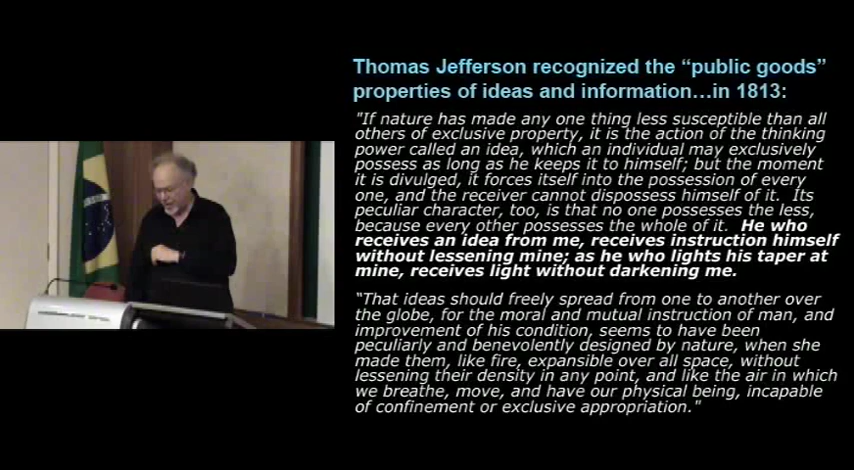 Thomas Jefferson recognized the “public goods”
properties of ideas and information…in 1813:
"If nature has made any one thing less susceptible than all
others of exclusive property, it is the action of the thinking
power called an idea, which an individual may exclusively
possess as long as he keeps it to himself; but the moment
it is divulged, it forces itself into the possession of every
one, and the receiver cannot dispossess himself of it.  Its
peculiar character, too, is that no one possesses the less,
because every other possesses the whole of it.  He who
receives an idea from me, receives instruction himself
without lessening mine; as he who lights his taper at
mine, receives light without darkening me.
“That ideas should freely spread from one to another over
the globe, for the moral and mutual instruction of man, and
improvement of his condition, seems to have been
peculiarly and benevolently designed by nature, when she
made them, like fire, expansible over all space, without
lessening their density in any point, and like the air in which
we breathe, move, and have our physical being, incapable
of confinement or exclusive appropriation."